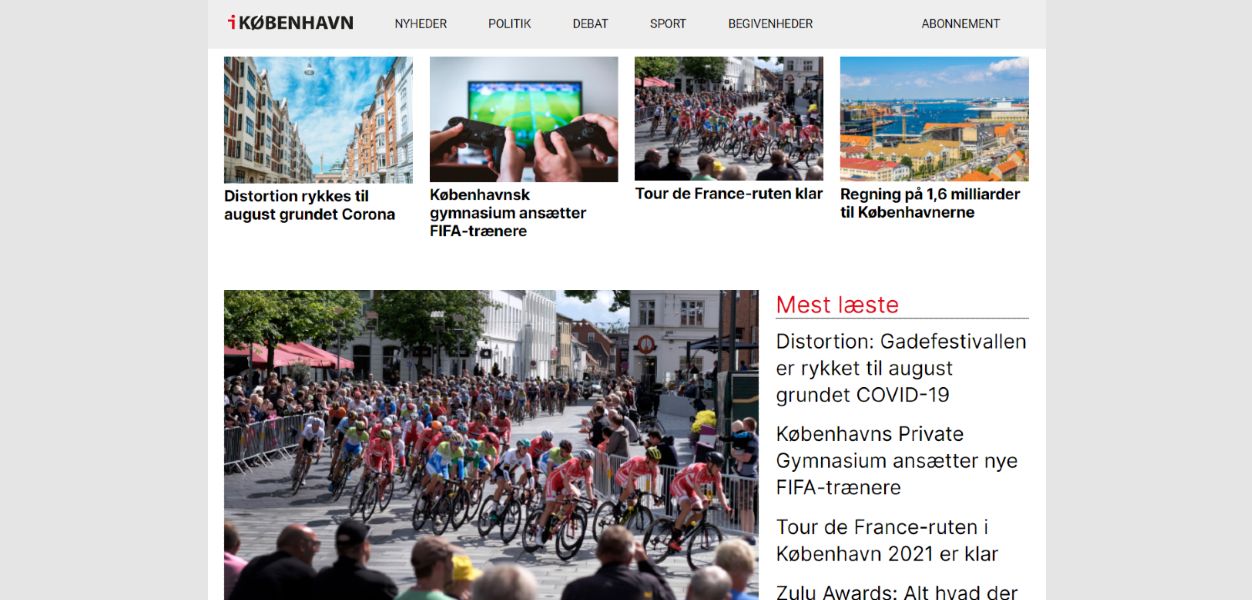 iKØBENHAVN NYHEDER POLITIK DEBAT SPORT BEGIVENHEDER ABONNEMENT
Distortion rykkes til
august grundet Corona
Københavnsk
gymnasium ansætter
FIFA-trænere
Tour de France-ruten klar
Regning på 1,6 milliarder
til Københavnerne
Mest læste
Distortion: Gadefestivallen
er rykket til august
grundet COVID-19
Københavns Private
Gymnasium ansætter nye
FIFA-trænere
Tour de France-ruten i
København 2021 er klar
Zulu Awards: Alt hvad der